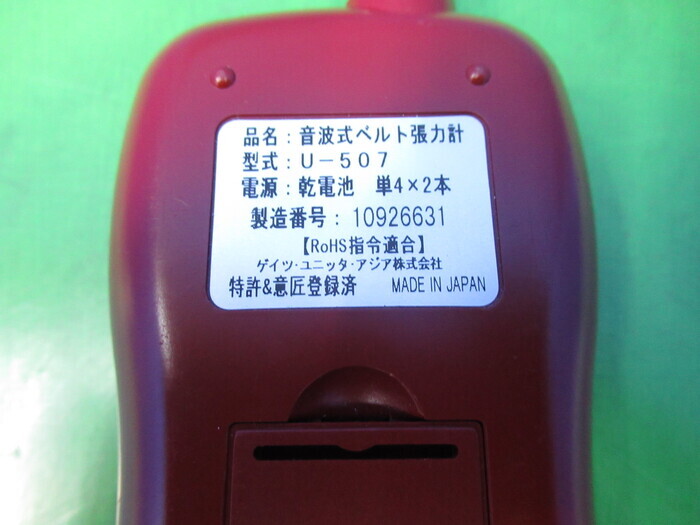 品名：音波式ベルト張力計
型式：U－507
電源：乾電池　単4×2本
製造番号：10926631
【RoHS指令適合】
ゲイツ・ユニッタ・アジア株式会社
特許&意匠登録済　MADE IN JAPAN